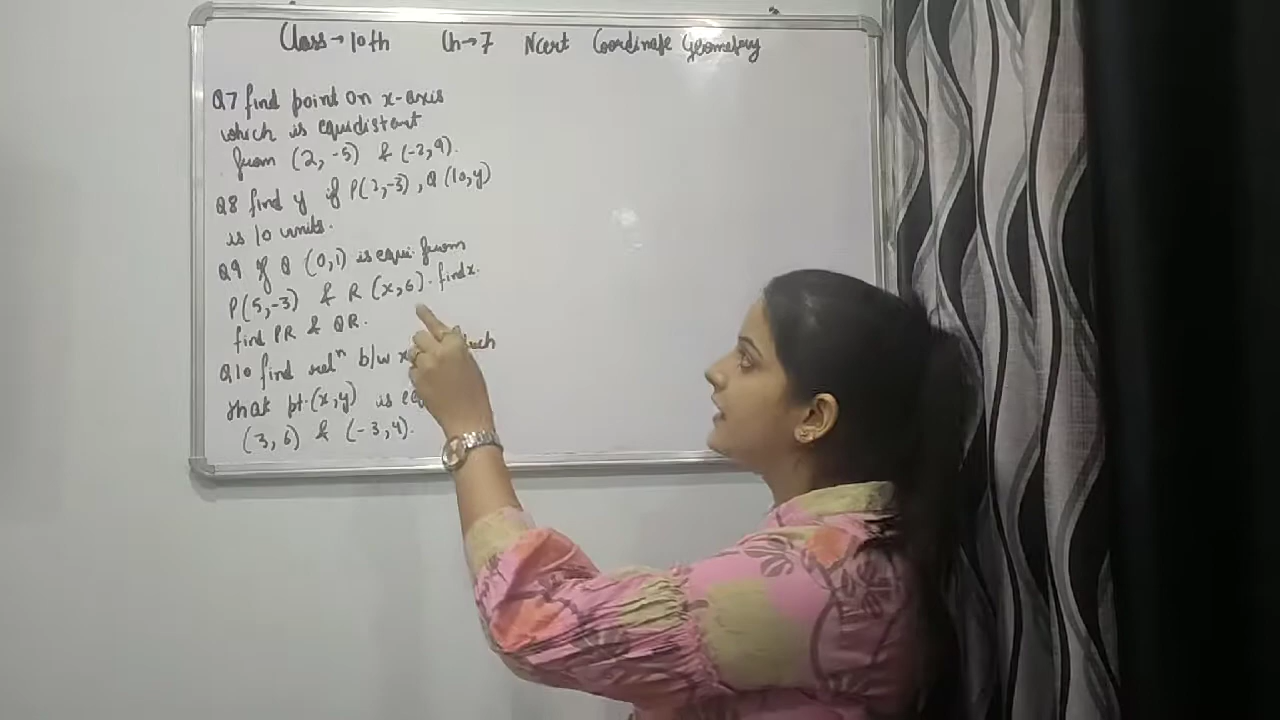 Class → 10th Ch → 7 Ncert Coordinate Geometry
Q7 find point on x-axis
which is equidistant
from (2, -5) & (-2, 9).
Q8 find y if P(2,-3), Q (10,y)
is 10 units.
Q9 If Q (0,1) is equi. from
P(5,-3) & R (x,6). find x.
find PR & QR.
Q10 find relⁿ b/w x
that pt.(x,y) is
(3, 6) & (-3,4).